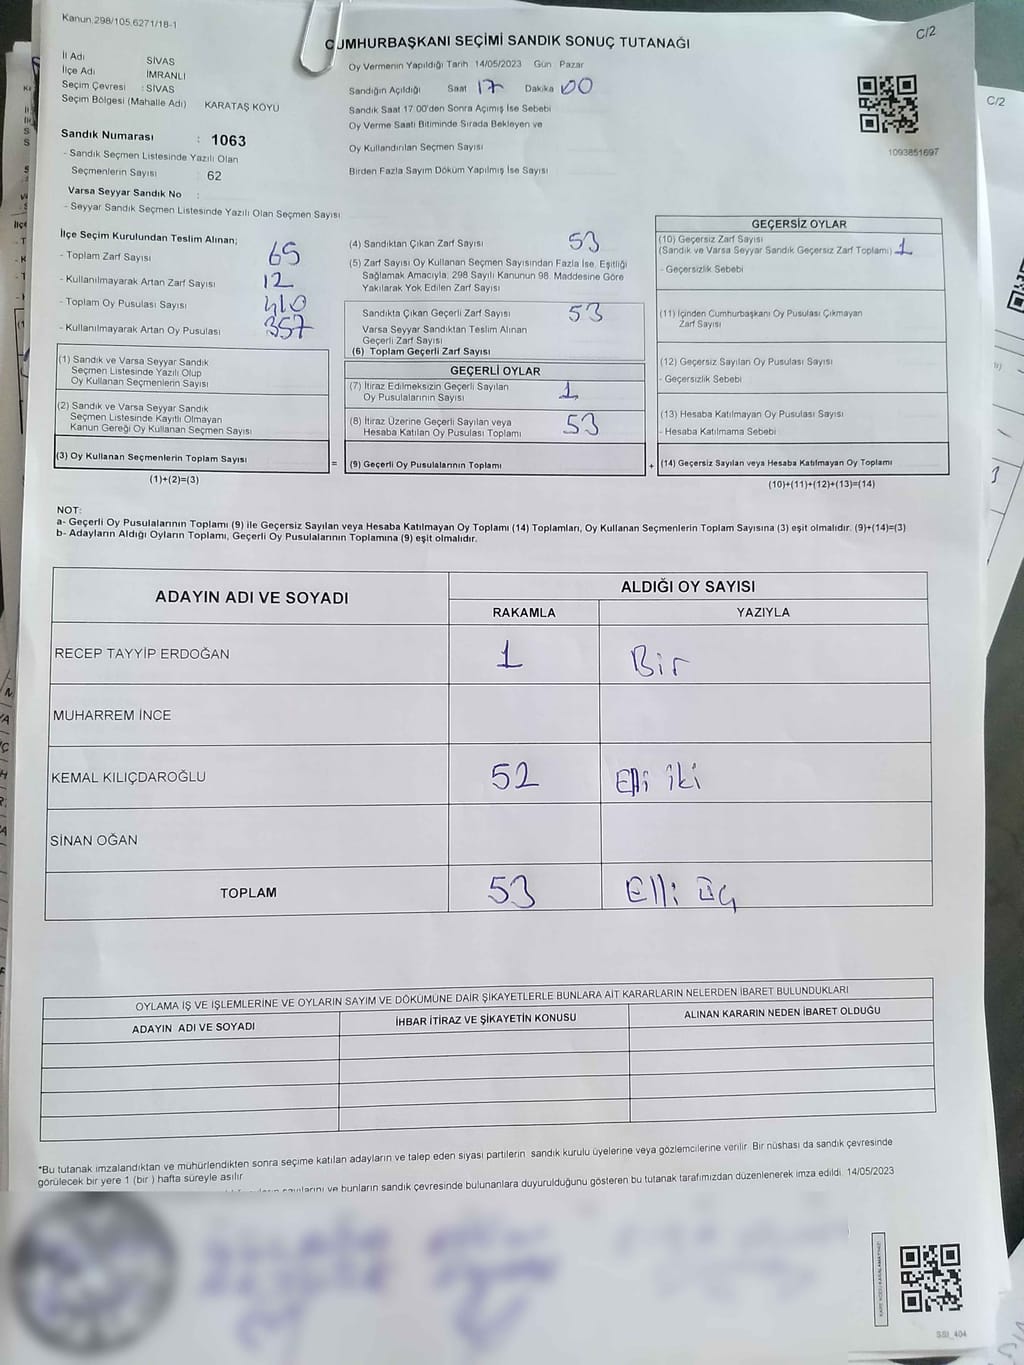 Kanun.298/105.6271/18-1
C/2
CUMHURBAŞKANI SEÇİMİ SANDIK SONUÇ TUTANAĞI
İl Adı SİVAS
İlçe Adı İMRANLI
Seçim Çevresi : SİVAS
Seçim Bölgesi (Mahalle Adı) KARATAŞ KÖYÜ
Oy Vermenin Yapıldığı Tarih 14/05/2023 Gün : Pazar
Sandığın Açıldığı Saat 17 Dakika 00
Sandık Saat 17.00'den Sonra Açımış İse Sebebi
Oy Verme Saati Bitiminde Sırada Bekleyen ve
Oy Kullandırılan Seçmen Sayısı
Birden Fazla Sayım Döküm Yapılmış İse Sayısı
1093851697
C/2
Sandık Numarası : 1063
- Sandık Seçmen Listesinde Yazılı Olan
Seçmenlerin Sayısı : 62
Varsa Seyyar Sandık No :
- Seyyar Sandık Seçmen Listesinde Yazılı Olan Seçmen Sayısı
İlçe Seçim Kurulundan Teslim Alınan;
- Toplam Zarf Sayısı 65
- Kullanılmayarak Artan Zarf Sayısı 12
- Toplam Oy Pusulası Sayısı 410
- Kullanılmayarak Artan Oy Pusulası 357
(1) Sandık ve Varsa Seyyar Sandık
Seçmen Listesinde Yazılı Olup
Oy Kullanan Seçmenlerin Sayısı
(2) Sandık ve Varsa Seyyar Sandık
Seçmen Listesinde Kayıtlı Olmayan
Kanun Gereği Oy Kullanan Seçmen Sayısı
(3) Oy Kullanan Seçmenlerin Toplam Sayısı
(1)+(2)=(3)
(4) Sandıktan Çıkan Zarf Sayısı 53
(5) Zarf Sayısı Oy Kullanan Seçmen Sayısından Fazla İse, Eşitliği
Sağlamak Amacıyla; 298 Sayılı Kanunun 98. Maddesine Göre
Yakılarak Yok Edilen Zarf Sayısı
Sandıkta Çıkan Geçerli Zarf Sayısı 53
Varsa Seyyar Sandıktan Teslim Alınan
Geçerli Zarf Sayısı
(6) Toplam Geçerli Zarf Sayısı
GEÇERLİ OYLAR
(7) İtiraz Edilmeksizin Geçerli Sayılan
Oy Pusulalarının Sayısı 1
(8) İtiraz Üzerine Geçerli Sayılan veya
Hesaba Katılan Oy Pusulası Toplamı 53
= (9) Geçerli Oy Pusulalarının Toplamı
GEÇERSİZ OYLAR
(10) Geçersiz Zarf Sayısı
(Sandık ve Varsa Seyyar Sandık Geçersiz Zarf Toplamı) 1
- Geçersizlik Sebebi
(11) İçinden Cumhurbaşkanı Oy Pusulası Çıkmayan
Zarf Sayısı
(12) Geçersiz Sayılan Oy Pusulası Sayısı
- Geçersizlik Sebebi
(13) Hesaba Katılmayan Oy Pusulası Sayısı
- Hesaba Katılmama Sebebi
+ (14) Geçersiz Sayılan veya Hesaba Katılmayan Oy Toplamı
(10)+(11)+(12)+(13)=(14)
NOT:
a- Geçerli Oy Pusulalarının Toplamı (9) ile Geçersiz Sayılan veya Hesaba Katılmayan Oy Toplamı (14) Toplamları, Oy Kullanan Seçmenlerin Toplam Sayısına (3) eşit olmalıdır. (9)+(14)=(3)
b- Adayların Aldığı Oyların Toplamı, Geçerli Oy Pusulalarının Toplamına (9) eşit olmalıdır.
ADAYIN ADI VE SOYADI
ALDIĞI OY SAYISI
RAKAMLA YAZIYLA
RECEP TAYYİP ERDOĞAN 1 Bir
MUHARREM İNCE
KEMAL KILIÇDAROĞLU 52 Elli iki
SİNAN OĞAN
TOPLAM 53 Elli üç
OYLAMA İŞ VE İŞLEMLERİNE VE OYLARIN SAYIM VE DÖKÜMÜNE DAİR ŞİKAYETLERLE BUNLARA AİT KARARLARIN NELERDEN İBARET BULUNDUKLARI
ADAYIN ADI VE SOYADI İHBAR İTİRAZ VE ŞİKAYETİN KONUSU ALINAN KARARIN NEDEN İBARET OLDUĞU
*Bu tutanak imzalandıktan ve mühürlendikten sonra seçime katılan adayların ve talep eden siyasi partilerin sandık kurulu üyelerine veya gözlemcilerine verilir. Bir nüshası da sandık çevresinde
görülecek bir yere 1 (bir ) hafta süreyle asılır.
ve bunların sandık çevresinde bulunanlara duyurulduğunu gösteren bu tutanak tarafımızdan düzenlenerek imza edildi. 14/05/2023
SSI_404